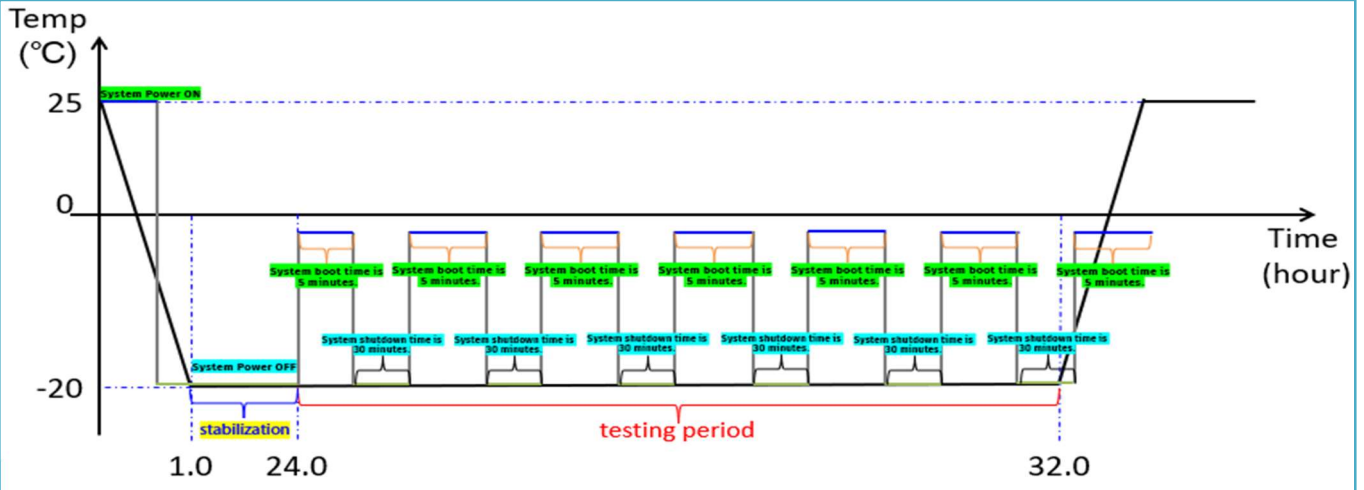 Temp
(℃)
System Power ON
25
0
Time
(hour)
System boot time is
5 minutes.
System boot time is
5 minutes.
System boot time is
5 minutes.
System boot time is
5 minutes.
System boot time is
5 minutes.
System boot time is
5 minutes.
System boot time is
5 minutes.
System shutdown time is
30 minutes.
System shutdown time is
30 minutes.
System shutdown time is
30 minutes.
System shutdown time is
30 minutes.
System shutdown time is
30 minutes.
System shutdown time is
30 minutes.
System Power OFF
-20
stabilization
testing period
1.0
24.0
32.0